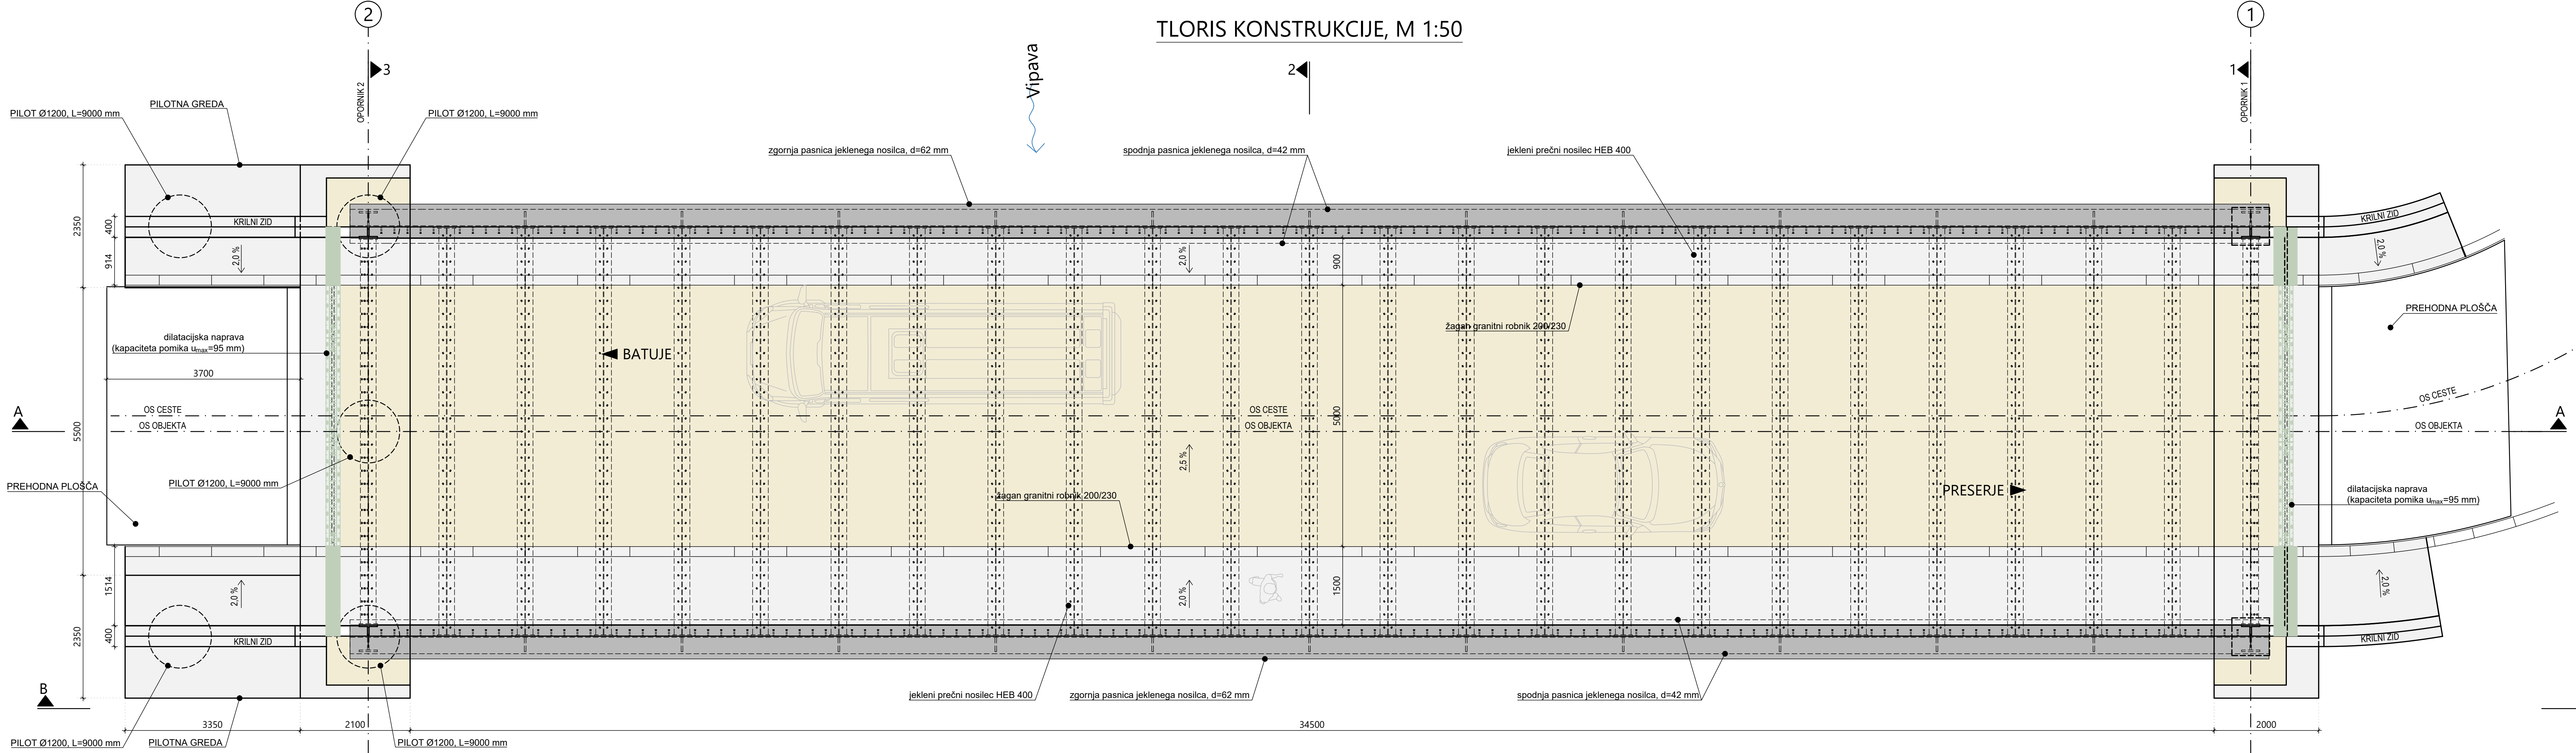 TLORIS KONSTRUKCIJE, M 1:50
2
1
3
2
1
OPORNIK 2
OPORNIK 1
Vipava
PILOTNA GREDA
PILOT Ø1200, L=9000 mm
PILOT Ø1200, L=9000 mm
zgornja pasnica jeklenega nosilca, d=62 mm
spodnja pasnica jeklenega nosilca, d=42 mm
jekleni prečni nosilec HEB 400
2350
400
914
KRILNI ZID
KRILNI ZID
2,0 %
2,0 %
2,0 %
900
PREHODNA PLOŠČA
žagan granitni robnik 200/230
dilatacijska naprava
(kapaciteta pomika umax=95 mm)
BATUJE
3700
A
OS CESTE
OS CESTE
OS CESTE
A
5500
OS OBJEKTA
OS OBJEKTA
OS OBJEKTA
5000
2,5 %
PREHODNA PLOŠČA
PILOT Ø1200, L=9000 mm
žagan granitni robnik 200/230
PRESERJE
dilatacijska naprava
(kapaciteta pomika umax=95 mm)
1514
400
2350
2,0 %
2,0 %
1500
2,0 %
KRILNI ZID
KRILNI ZID
B
jekleni prečni nosilec HEB 400
zgornja pasnica jeklenega nosilca, d=62 mm
spodnja pasnica jeklenega nosilca, d=42 mm
3350
2100
34500
2000
PILOT Ø1200, L=9000 mm
PILOTNA GREDA
PILOT Ø1200, L=9000 mm